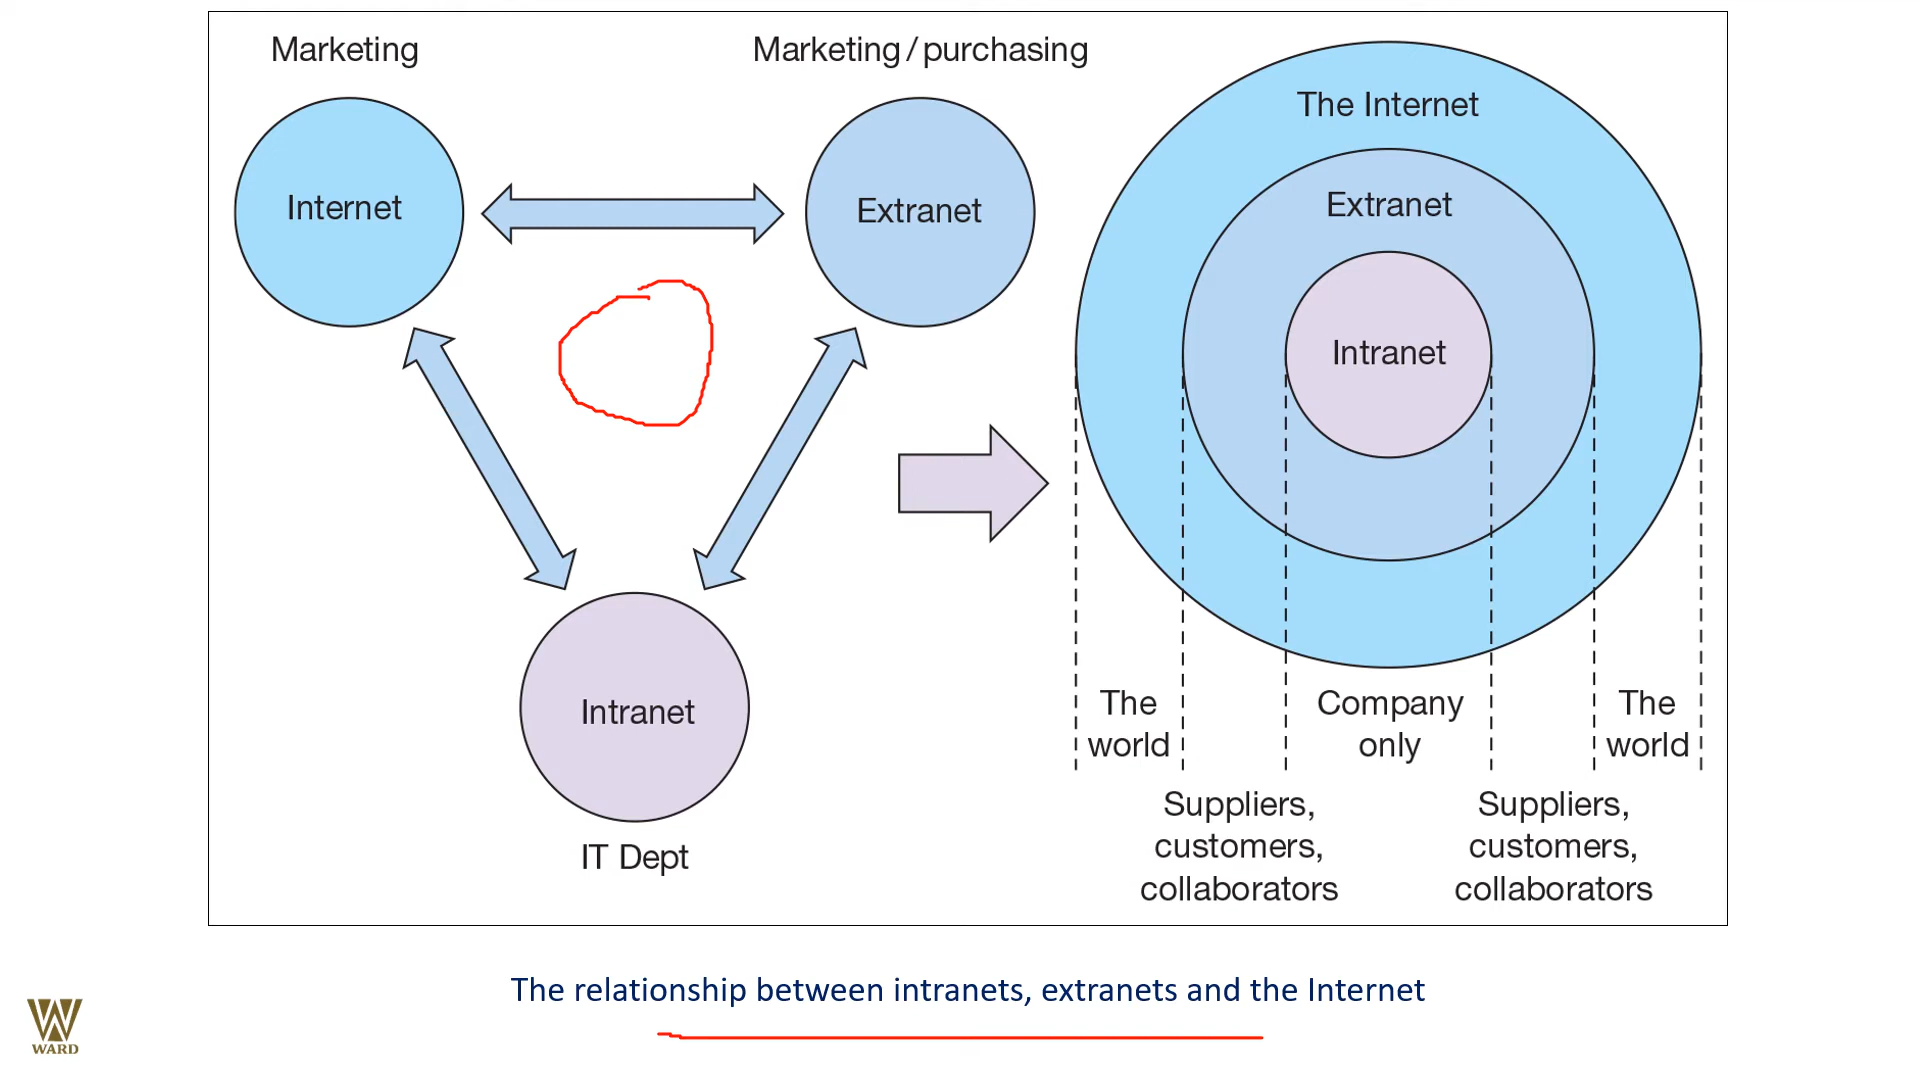 Marketing
Marketing / purchasing
Internet
Extranet
Intranet
IT Dept
The Internet
Extranet
Intranet
The
world
Company
only
The
world
Suppliers,
customers,
collaborators
Suppliers,
customers,
collaborators
The relationship between intranets, extranets and the Internet
WARD